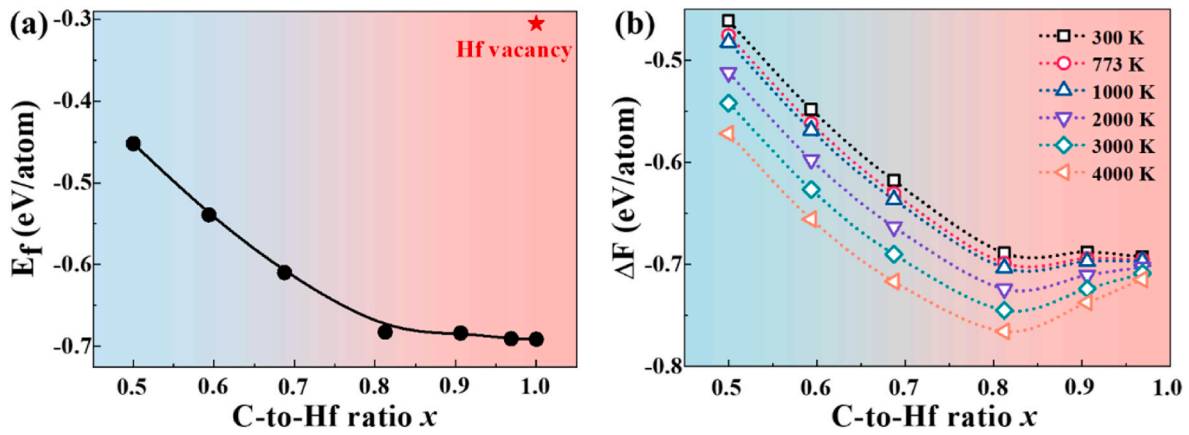 (a)
-0.3
-0.4
-0.5
-0.6
-0.7
E_f (eV/atom)
Hf vacancy
0.5 0.6 0.7 0.8 0.9 1.0
C-to-Hf ratio x
(b)
-0.5
-0.6
-0.7
-0.8
ΔF (eV/atom)
300 K
773 K
1000 K
2000 K
3000 K
4000 K
0.5 0.6 0.7 0.8 0.9 1.0
C-to-Hf ratio x